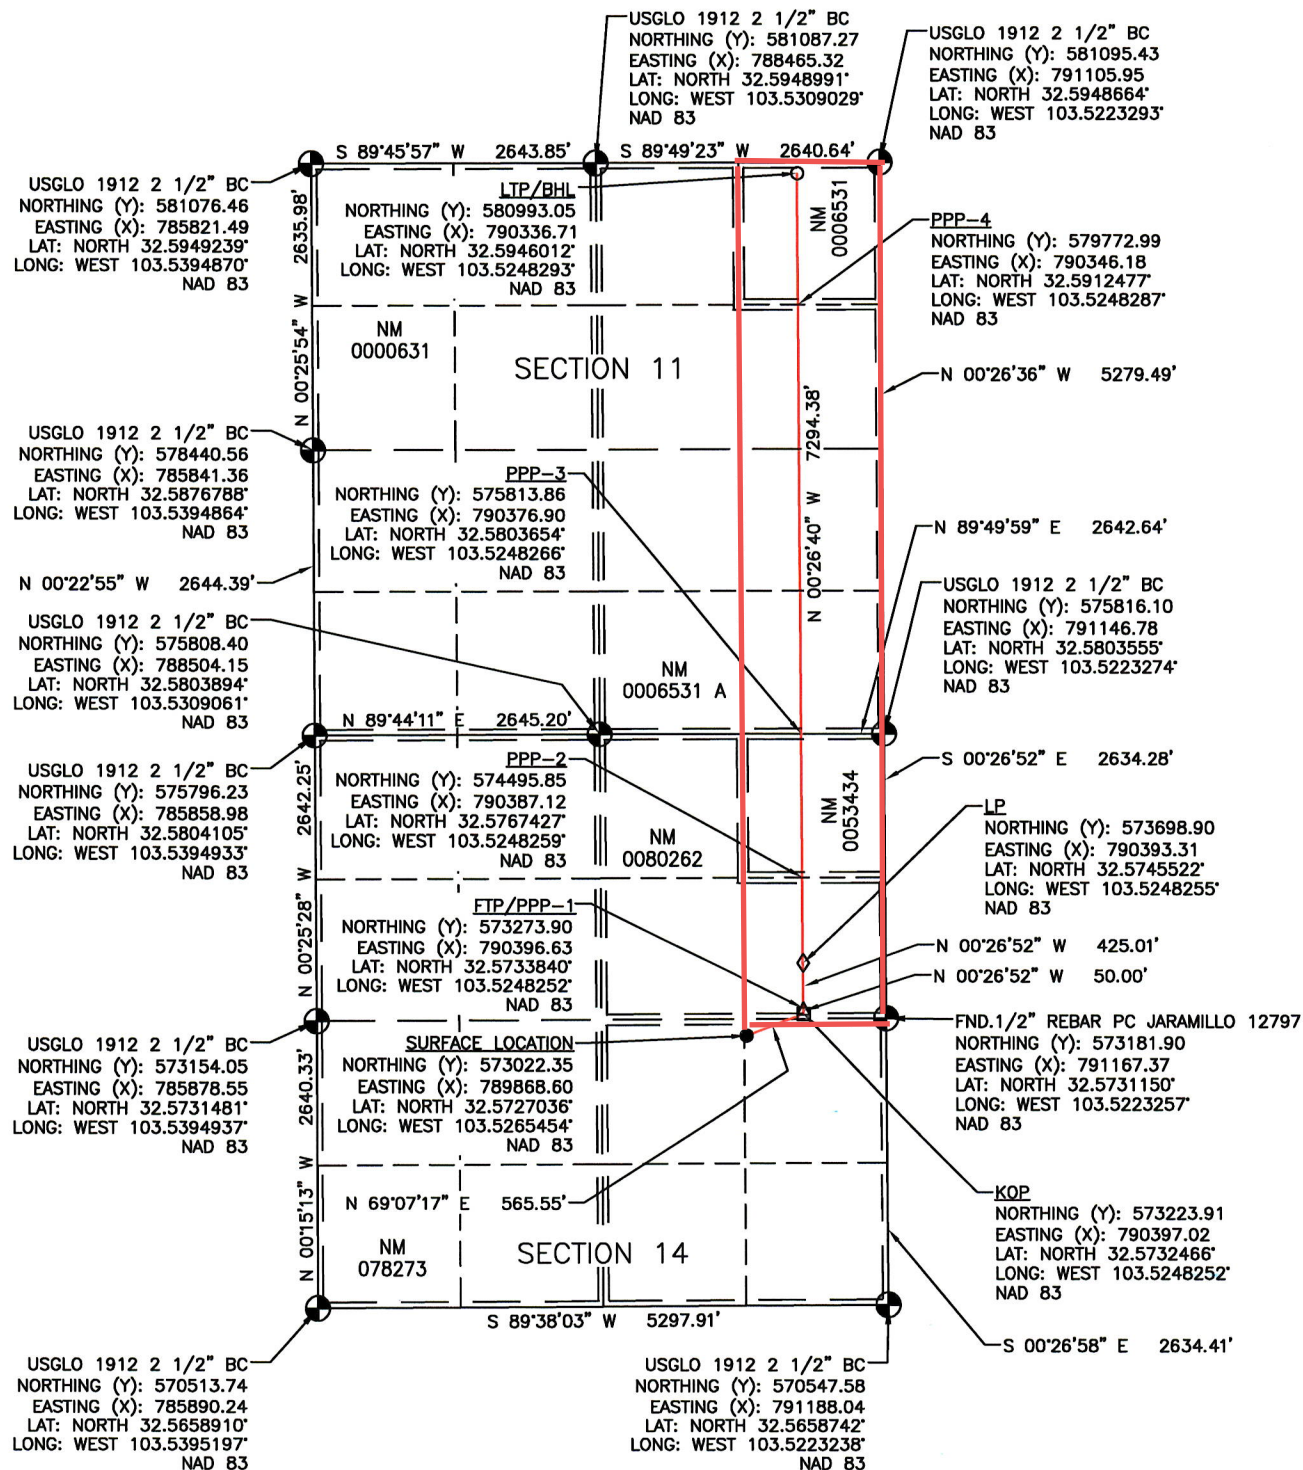 USGLO 1912 2 1/2" BC
NORTHING (Y): 581087.27
EASTING (X): 788465.32
LAT: NORTH 32.5948991°
LONG: WEST 103.5309029°
NAD 83
USGLO 1912 2 1/2" BC
NORTHING (Y): 581095.43
EASTING (X): 791105.95
LAT: NORTH 32.5948664°
LONG: WEST 103.5223293°
NAD 83
S 89°45'57" W 2643.85'
S 89°49'23" W 2640.64'
USGLO 1912 2 1/2" BC
NORTHING (Y): 581076.46
EASTING (X): 785821.49
LAT: NORTH 32.5949239°
LONG: WEST 103.5394870°
NAD 83
N 00°25'54" W 2635.98'
LTP/BHL
NORTHING (Y): 580993.05
EASTING (X): 790336.71
LAT: NORTH 32.5946012°
LONG: WEST 103.5248293°
NAD 83
NM
0006531
PPP-4
NORTHING (Y): 579772.99
EASTING (X): 790346.18
LAT: NORTH 32.5912477°
LONG: WEST 103.5248287°
NAD 83
NM
0000631
SECTION 11
N 00°26'36" W 5279.49'
N 00°26'40" W 7294.38'
USGLO 1912 2 1/2" BC
NORTHING (Y): 578440.56
EASTING (X): 785841.36
LAT: NORTH 32.5876788°
LONG: WEST 103.5394864°
NAD 83
PPP-3
NORTHING (Y): 575813.86
EASTING (X): 790376.90
LAT: NORTH 32.5803654°
LONG: WEST 103.5248266°
NAD 83
N 89°49'59" E 2642.64'
N 00°22'55" W 2644.39'
USGLO 1912 2 1/2" BC
NORTHING (Y): 575816.10
EASTING (X): 791146.78
LAT: NORTH 32.5803555°
LONG: WEST 103.5223274°
NAD 83
USGLO 1912 2 1/2" BC
NORTHING (Y): 575808.40
EASTING (X): 788504.15
LAT: NORTH 32.5803894°
LONG: WEST 103.5309061°
NAD 83
NM
0006531 A
N 89°44'11" E 2645.20'
S 00°26'52" E 2634.28'
USGLO 1912 2 1/2" BC
NORTHING (Y): 575796.23
EASTING (X): 785858.98
LAT: NORTH 32.5804105°
LONG: WEST 103.5394933°
NAD 83
N 00°25'28" W 2642.25'
PPP-2
NORTHING (Y): 574495.85
EASTING (X): 790387.12
LAT: NORTH 32.5767427°
LONG: WEST 103.5248259°
NAD 83
NM
0080262
NM
0053434
LP
NORTHING (Y): 573698.90
EASTING (X): 790393.31
LAT: NORTH 32.5745522°
LONG: WEST 103.5248255°
NAD 83
FTP/PPP-1
NORTHING (Y): 573273.90
EASTING (X): 790396.63
LAT: NORTH 32.5733840°
LONG: WEST 103.5248252°
NAD 83
N 00°26'52" W 425.01'
N 00°26'52" W 50.00'
FND.1/2" REBAR PC JARAMILLO 12797
NORTHING (Y): 573181.90
EASTING (X): 791167.37
LAT: NORTH 32.5731150°
LONG: WEST 103.5223257°
NAD 83
USGLO 1912 2 1/2" BC
NORTHING (Y): 573154.05
EASTING (X): 785878.55
LAT: NORTH 32.5731481°
LONG: WEST 103.5394937°
NAD 83
N 00°15'13" W 2640.33'
SURFACE LOCATION
NORTHING (Y): 573022.35
EASTING (X): 789868.60
LAT: NORTH 32.5727036°
LONG: WEST 103.5265454°
NAD 83
N 69°07'17" E 565.55'
KOP
NORTHING (Y): 573223.91
EASTING (X): 790397.02
LAT: NORTH 32.5732466°
LONG: WEST 103.5248252°
NAD 83
NM
078273
SECTION 14
S 89°38'03" W 5297.91'
S 00°26'58" E 2634.41'
USGLO 1912 2 1/2" BC
NORTHING (Y): 570513.74
EASTING (X): 785890.24
LAT: NORTH 32.5658910°
LONG: WEST 103.5395197°
NAD 83
USGLO 1912 2 1/2" BC
NORTHING (Y): 570547.58
EASTING (X): 791188.04
LAT: NORTH 32.5658742°
LONG: WEST 103.5223238°
NAD 83